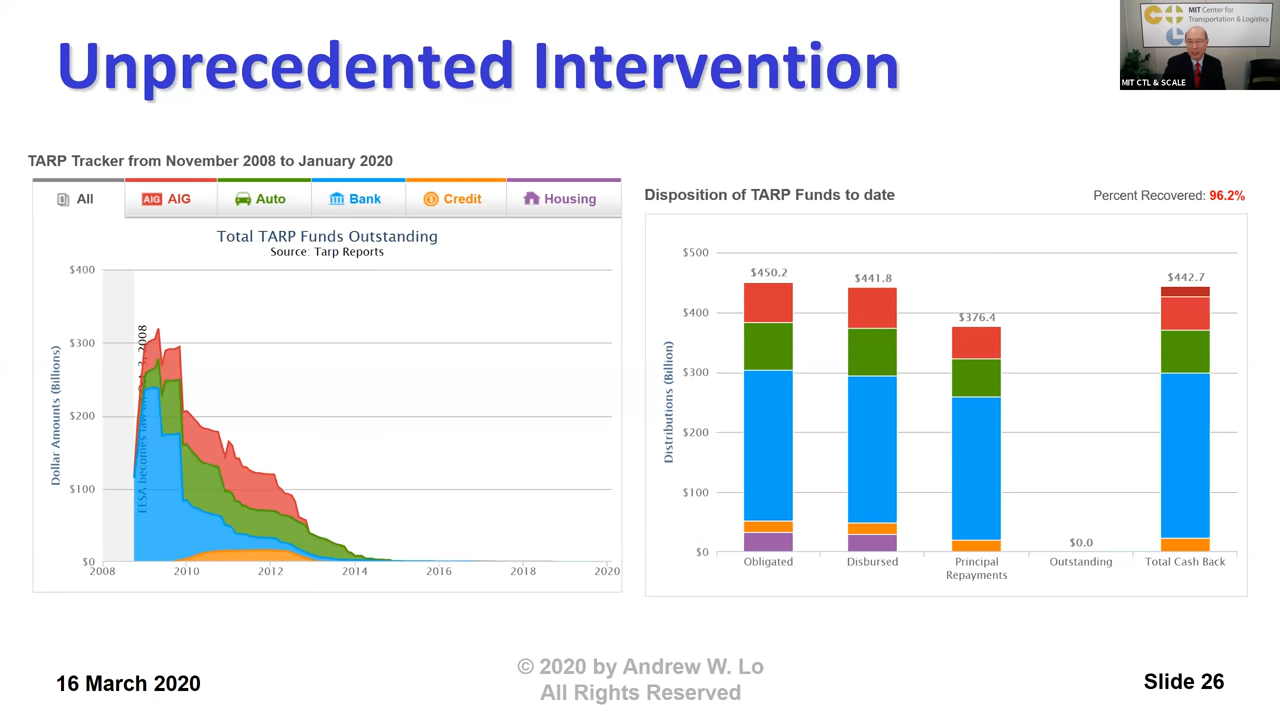 Unprecedented Intervention
MIT Center for
Transportation & Logistics
MIT CTL & SCALE
TARP Tracker from November 2008 to January 2020
All
AIG AIG
Auto
Bank
Credit
Housing
Total TARP Funds Outstanding
Source: Tarp Reports
Dollar Amounts (Billions)
$400
$300
$200
$100
$0
2008
2010
2012
2014
2016
2018
2020
EESA becomes law
3, 2008
Disposition of TARP Funds to date
Percent Recovered: 96.2%
Distributions (Billion)
$500
$400
$300
$200
$100
$0
$450.2
$441.8
$376.4
$0.0
$442.7
Obligated
Disbursed
Principal
Repayments
Outstanding
Total Cash Back
16 March 2020
© 2020 by Andrew W. Lo
All Rights Reserved
Slide 26